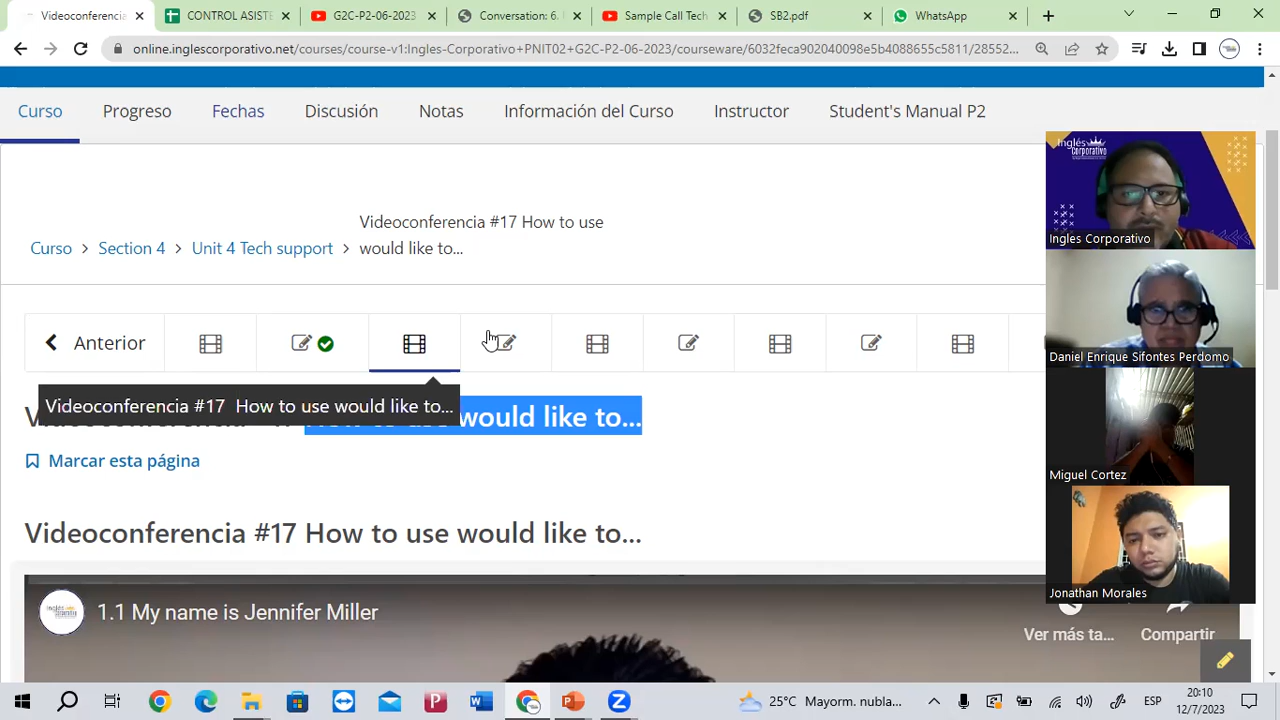 Videoconferencia
CONTROL ASIST
G2C-P2-06-2023
Conversation: 6.
Sample Call Tech
SB2.pdf
WhatsApp
online.inglescorporativo.net/courses/course-v1:Ingles-Corporativo+PNIT02+G2C-P2-06-2023/courseware/6032feca902040098e5b4088655c5811/28552...
Curso
Progreso
Fechas
Discusión
Notas
Información del Curso
Instructor
Student's Manual P2
Inglés
Corporativo
Ingles Corporativo
Videoconferencia #17 How to use
Curso > Section 4 > Unit 4 Tech support > would like to...
Anterior
Daniel Enrique Sifontes Perdomo
Videoconferencia #17 How to use would like to...
would like to...
Marcar esta página
Miguel Cortez
Videoconferencia #17 How to use would like to...
Jonathan Morales
1.1 My name is Jennifer Miller
Ver más ta...
Compartir
25°C Mayorm. nubla...
ESP
20:10
12/7/2023